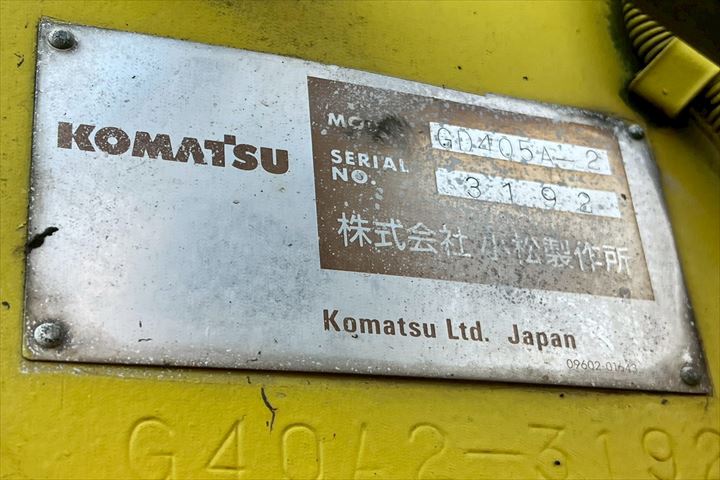 KOMATSU
MODEL GD405A-2
SERIAL
NO. 3192
株式会社 小松製作所
Komatsu Ltd. Japan
09602-01643
G40A2-3192